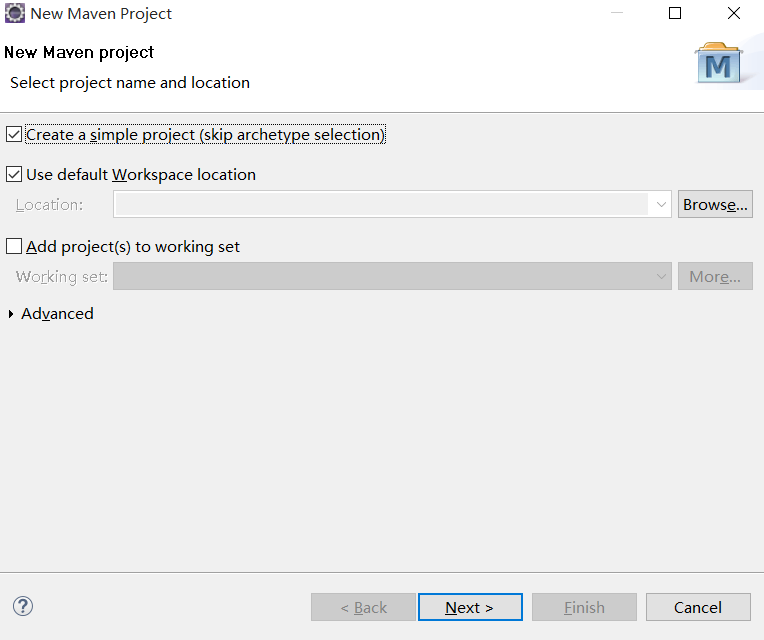 New Maven Project
New Maven project
Select project name and location
M
Create a simple project (skip archetype selection)
Use default Workspace location
Location:
Browse...
Add project(s) to working set
Working set:
More...
Advanced
?
< Back
Next >
Finish
Cancel